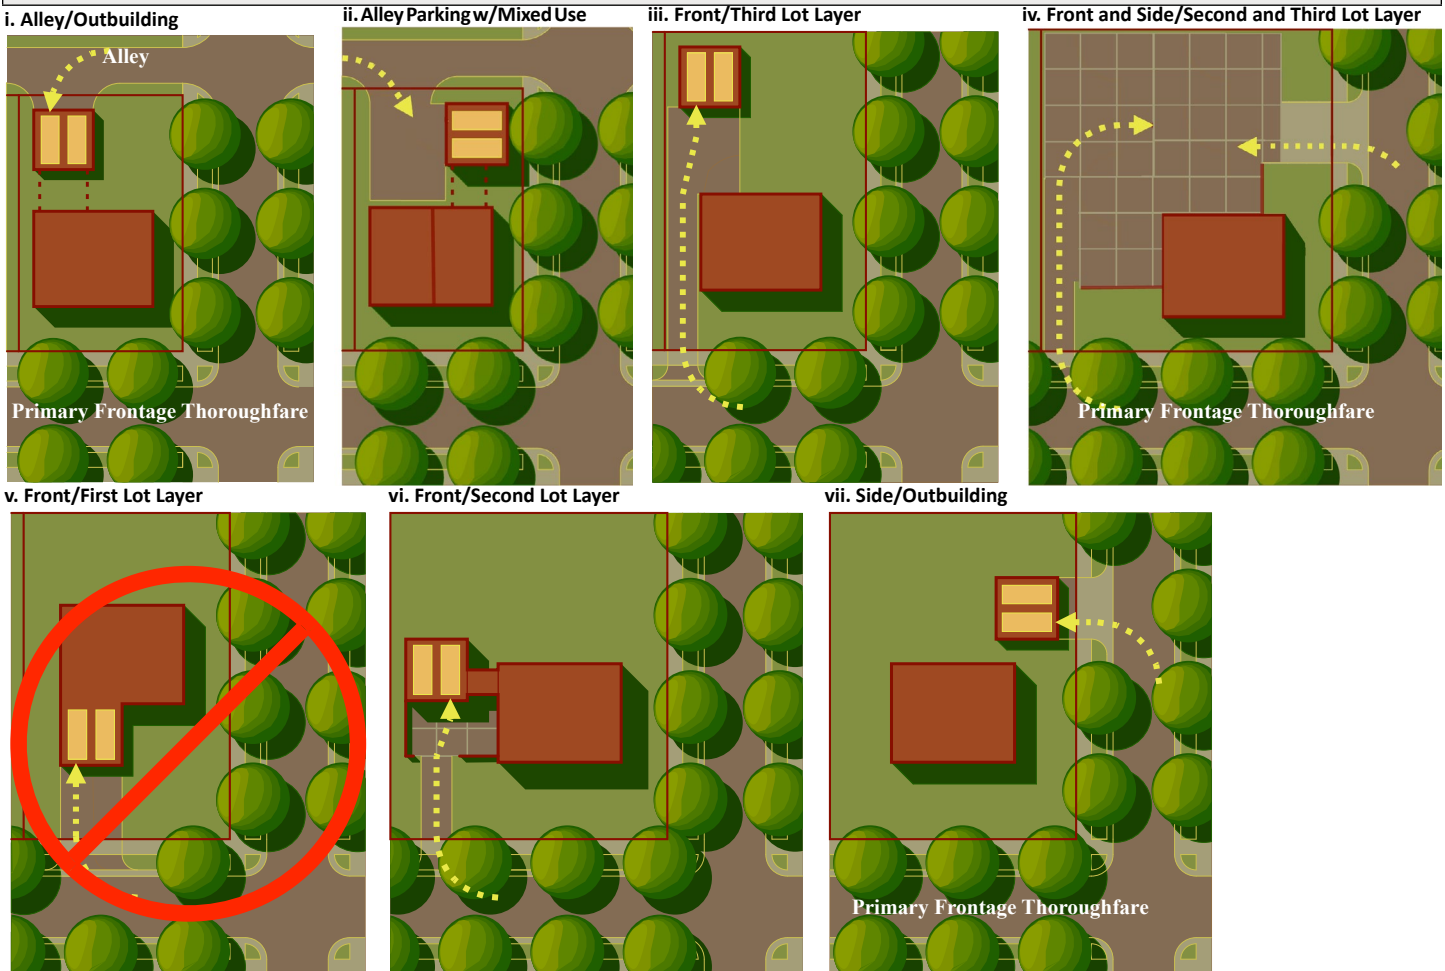 i. Alley/Outbuilding
ii. Alley Parking w/Mixed Use
iii. Front/Third Lot Layer
iv. Front and Side/Second and Third Lot Layer
Alley
Primary Frontage Thoroughfare
Primary Frontage Thoroughfare
v. Front/First Lot Layer
vi. Front/Second Lot Layer
vii. Side/Outbuilding
Primary Frontage Thoroughfare